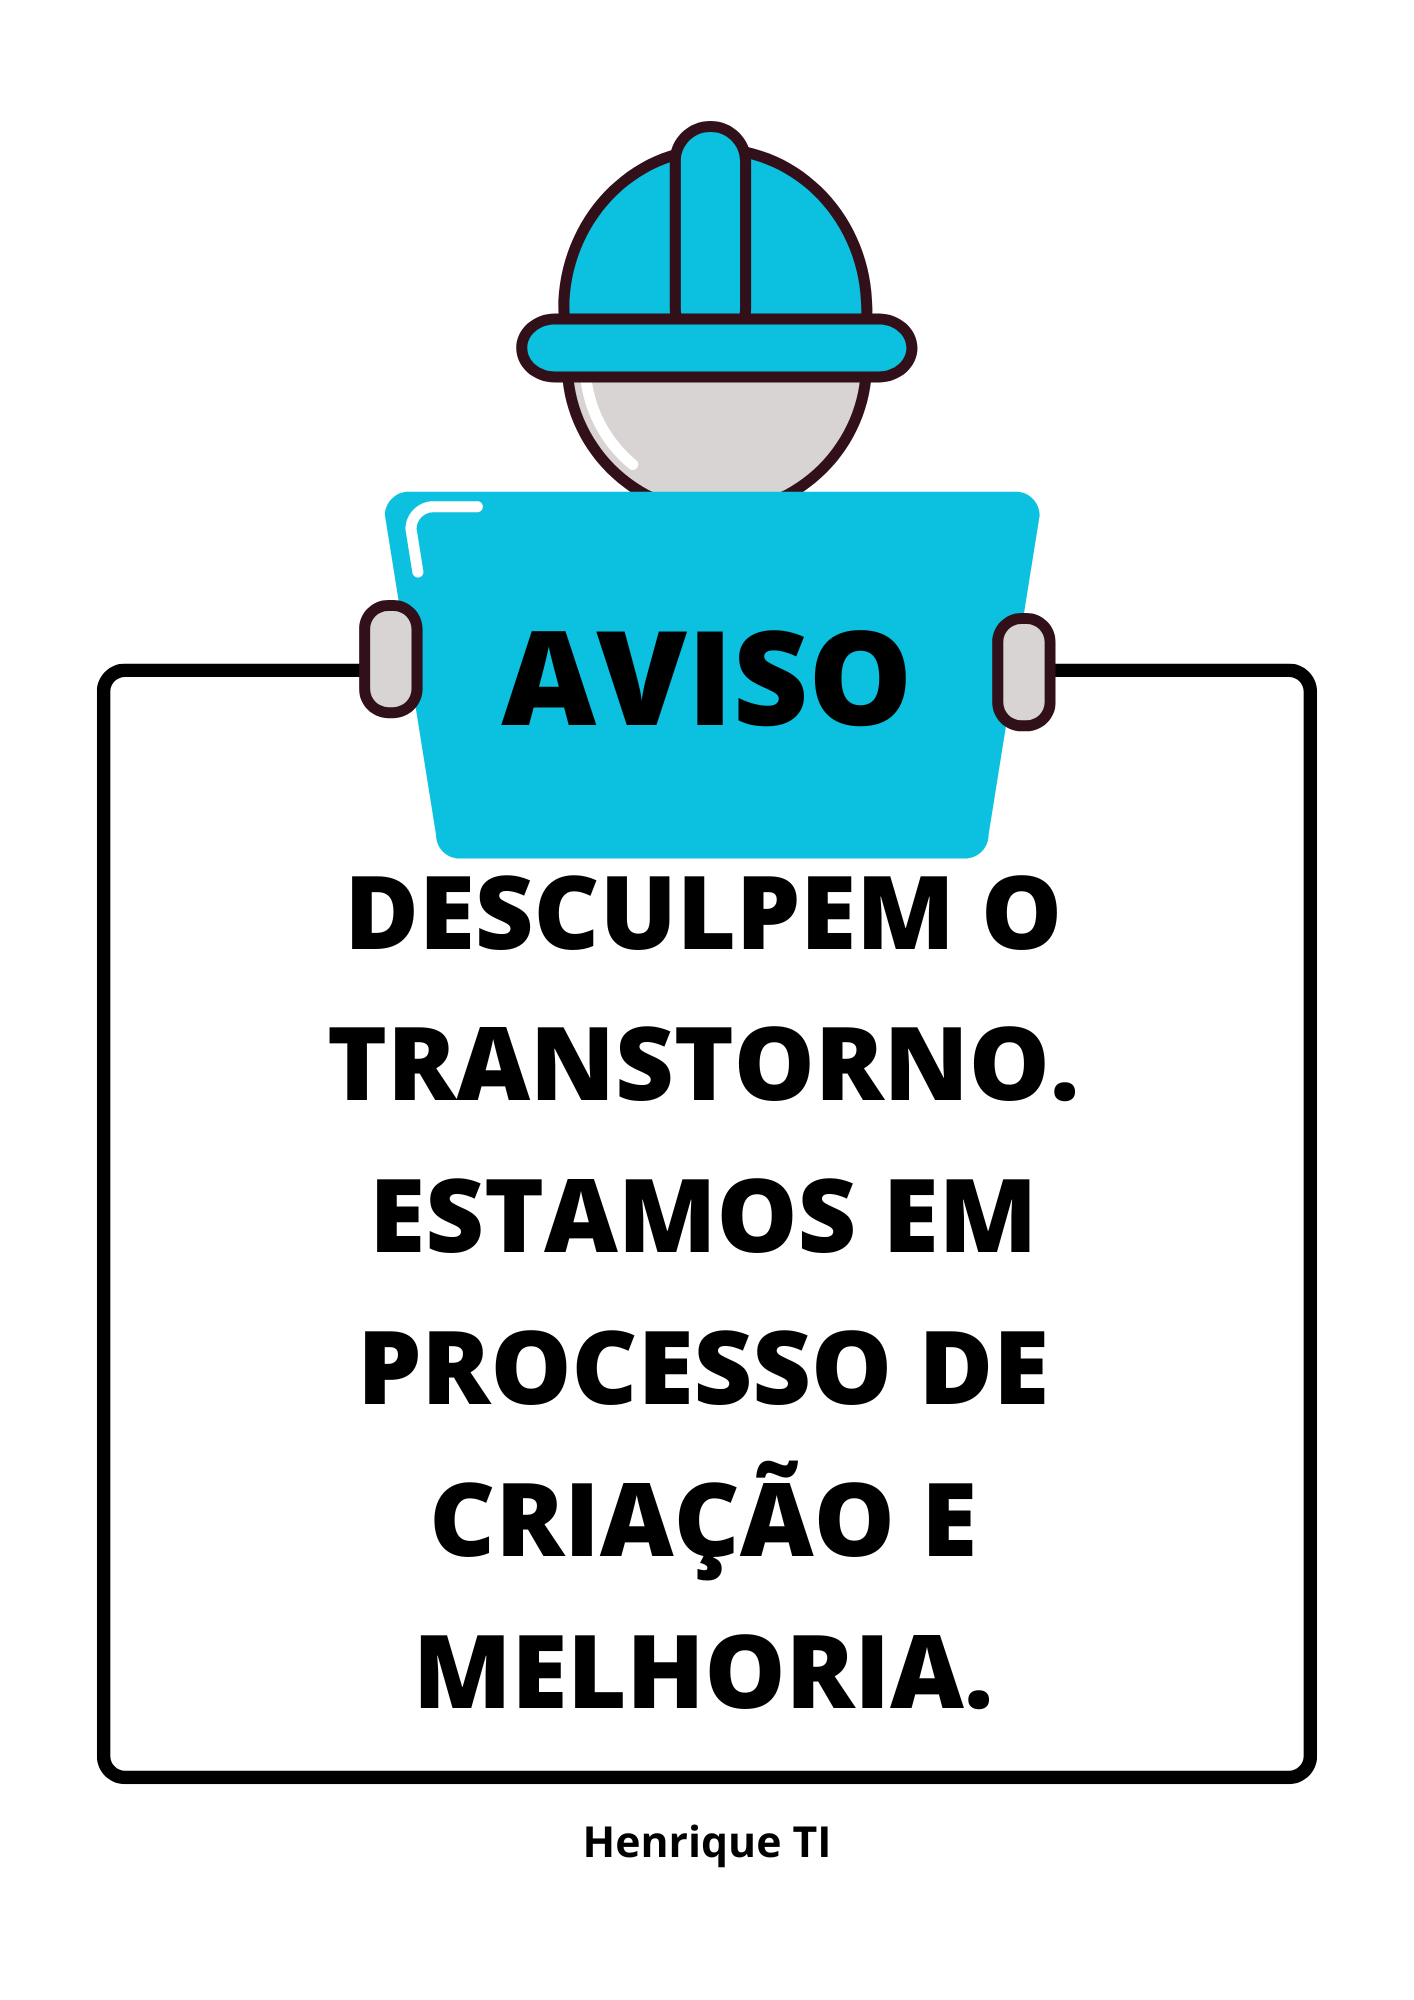 AVISO
DESCULPEM O
TRANSTORNO.
ESTAMOS EM
PROCESSO DE
CRIAÇÃO E
MELHORIA.
Henrique TI